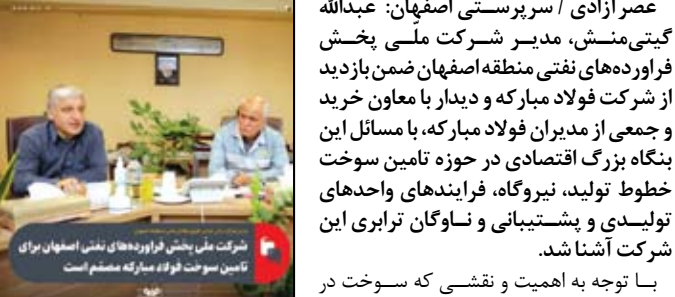 عصر آزادی / سرپرستی اصفهان: عبدالله
گیتی‌منش، مدیر شرکت ملّی پخش
فراورده‌های نفتی منطقه اصفهان ضمن بازدید
از شرکت فولاد مبارکه و دیدار با معاون خرید
و جمعی از مدیران فولاد مبارکه، با مسائل این
بنگاه بزرگ اقتصادی در حوزه تامین سوخت
خطوط تولید، نیروگاه، فرایندهای واحدهای
تولیدی و پشتیبانی و ناوگان ترابری این
شرکت آشنا شد.
با توجه به اهمیت و نقشی که سوخت در
شرکت ملّی پخش فراورده‌های نفتی اصفهان برای
تامین سوخت فولاد مبارکه مصمّم است